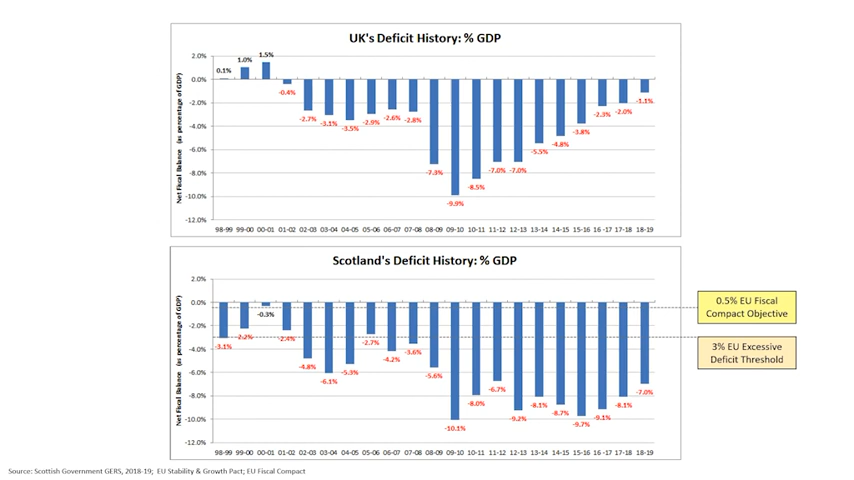 UK's Deficit History: % GDP
Net Fiscal Balance (as percentage of GDP)
2.0%
0.0%
-2.0%
-4.0%
-6.0%
-8.0%
-10.0%
-12.0%
0.1% 1.0% 1.5% -0.4% -2.7% -3.1% -3.5% -2.9% -2.6% -2.8% -7.3% -9.9% -8.5% -7.0% -7.0% -5.5% -4.8% -3.8% -2.3% -2.0% -1.1%
98-99 99-00 00-01 01-02 02-03 03-04 04-05 05-06 06-07 07-08 08-09 09-10 10-11 11-12 12-13 13-14 14-15 15-16 16 -17 17-18 18-19
Scotland's Deficit History: % GDP
Net Fiscal Balance (as percentage of GDP)
2.0%
0.0%
-2.0%
-4.0%
-6.0%
-8.0%
-10.0%
-12.0%
-3.1% -2.2% -0.3% -2.4% -4.8% -6.1% -5.3% -2.7% -4.2% -3.6% -5.6% -10.1% -8.0% -6.7% -9.2% -8.1% -8.7% -9.7% -9.1% -8.1% -7.0%
98-99 99-00 00-01 01-02 02-03 03-04 04-05 05-06 06-07 07-08 08-09 09-10 10-11 11-12 12-13 13-14 14-15 15-16 16 -17 17-18 18-19
0.5% EU Fiscal
Compact Objective
3% EU Excessive
Deficit Threshold
Source: Scottish Government GERS, 2018-19; EU Stability & Growth Pact; EU Fiscal Compact